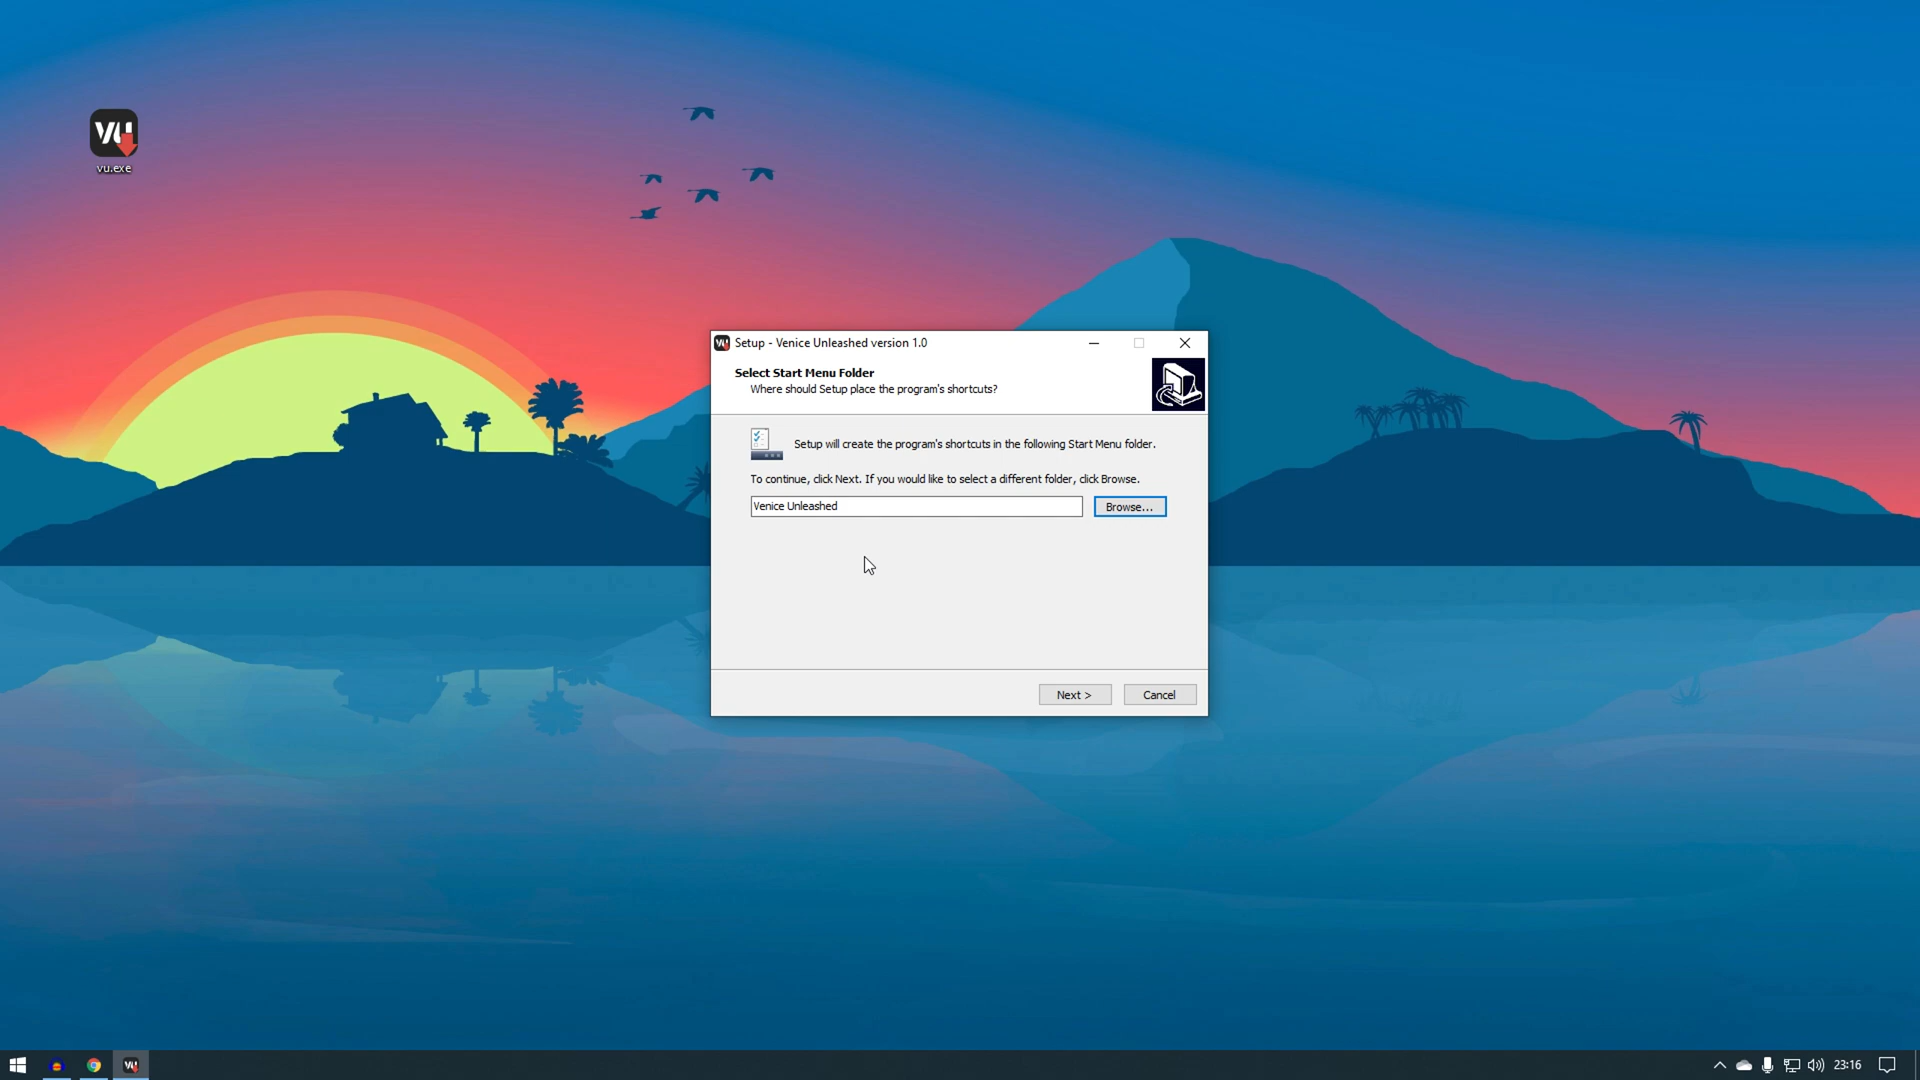 VU
vu.exe
Setup - Venice Unleashed version 1.0
Select Start Menu Folder
Where should Setup place the program's shortcuts?
Setup will create the program's shortcuts in the following Start Menu folder.
To continue, click Next. If you would like to select a different folder, click Browse.
Venice Unleashed
Browse...
Next >
Cancel
VU
23:16